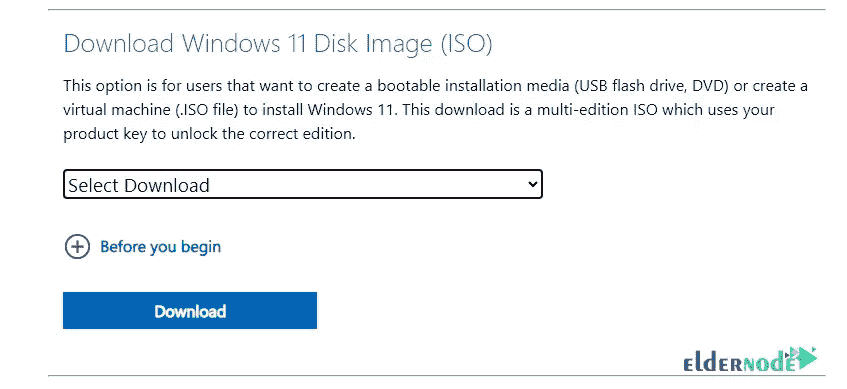 Download Windows 11 Disk Image (ISO)
This option is for users that want to create a bootable installation media (USB flash drive, DVD) or create a
virtual machine (.ISO file) to install Windows 11. This download is a multi-edition ISO which uses your
product key to unlock the correct edition.
Select Download
Before you begin
Download
elderNode